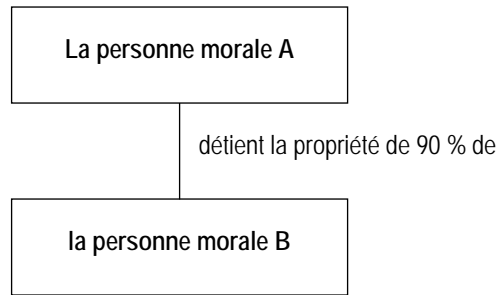 La personne morale A
détient la propriété de 90 % de
la personne morale B